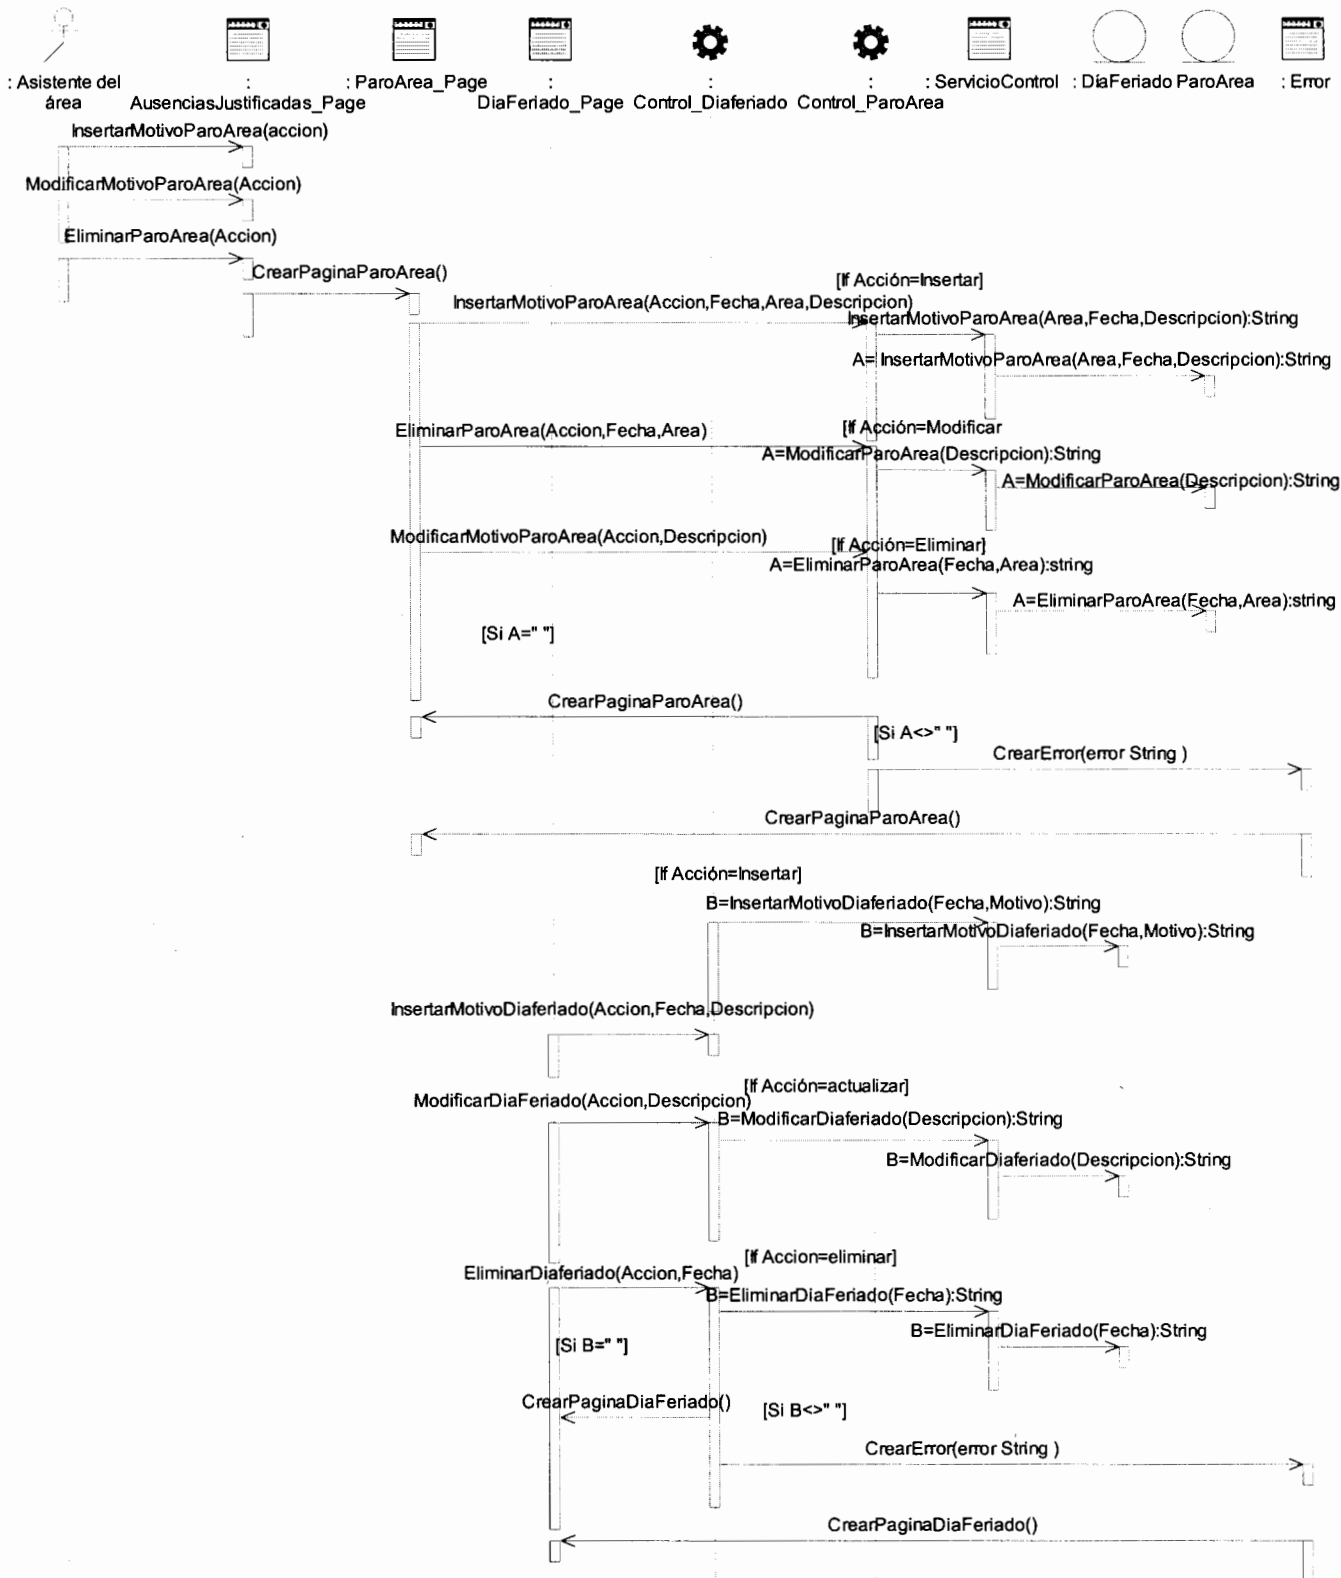 : Asistente del
área
:
AusenciasJustificadas_Page
: ParoArea_Page
:
DiaFeriado_Page
:
Control_Diaferiado
:
Control_ParoArea
: ServicioControl
: DíaFeriado
ParoArea
: Error
InsertarMotivoParoArea(accion)
ModificarMotivoParoArea(Accion)
EliminarParoArea(Accion)
CrearPaginaParoArea()
[If Acción=Insertar]
InsertarMotivoParoArea(Accion,Fecha,Area,Descripcion)
InsertarMotivoParoArea(Area,Fecha,Descripcion):String
A= InsertarMotivoParoArea(Area,Fecha,Descripcion):String
EliminarParoArea(Accion,Fecha,Area)
[If Acción=Modificar
A=ModificarParoArea(Descripcion):String
A=ModificarParoArea(Descripcion):String
ModificarMotivoParoArea(Accion,Descripcion)
[If Acción=Eliminar]
A=EliminarParoArea(Fecha,Area):string
A=EliminarParoArea(Fecha,Area):string
[Si A=" "]
CrearPaginaParoArea()
[Si A<>" "]
CrearError(error String )
CrearPaginaParoArea()
[If Acción=Insertar]
B=InsertarMotivoDiaferiado(Fecha,Motivo):String
B=InsertarMotivoDiaferiado(Fecha,Motivo):String
InsertarMotivoDiaferiado(Accion,Fecha,Descripcion)
[If Acción=actualizar]
ModificarDiaFeriado(Accion,Descripcion)
B=ModificarDiaferiado(Descripcion):String
B=ModificarDiaferiado(Descripcion):String
[If Accion=eliminar]
EliminarDiaferiado(Accion,Fecha)
B=EliminarDiaFeriado(Fecha):String
B=EliminarDiaFeriado(Fecha):String
[Si B=" "]
CrearPaginaDiaFeriado()
[Si B<>" "]
CrearError(error String )
CrearPaginaDiaFeriado()